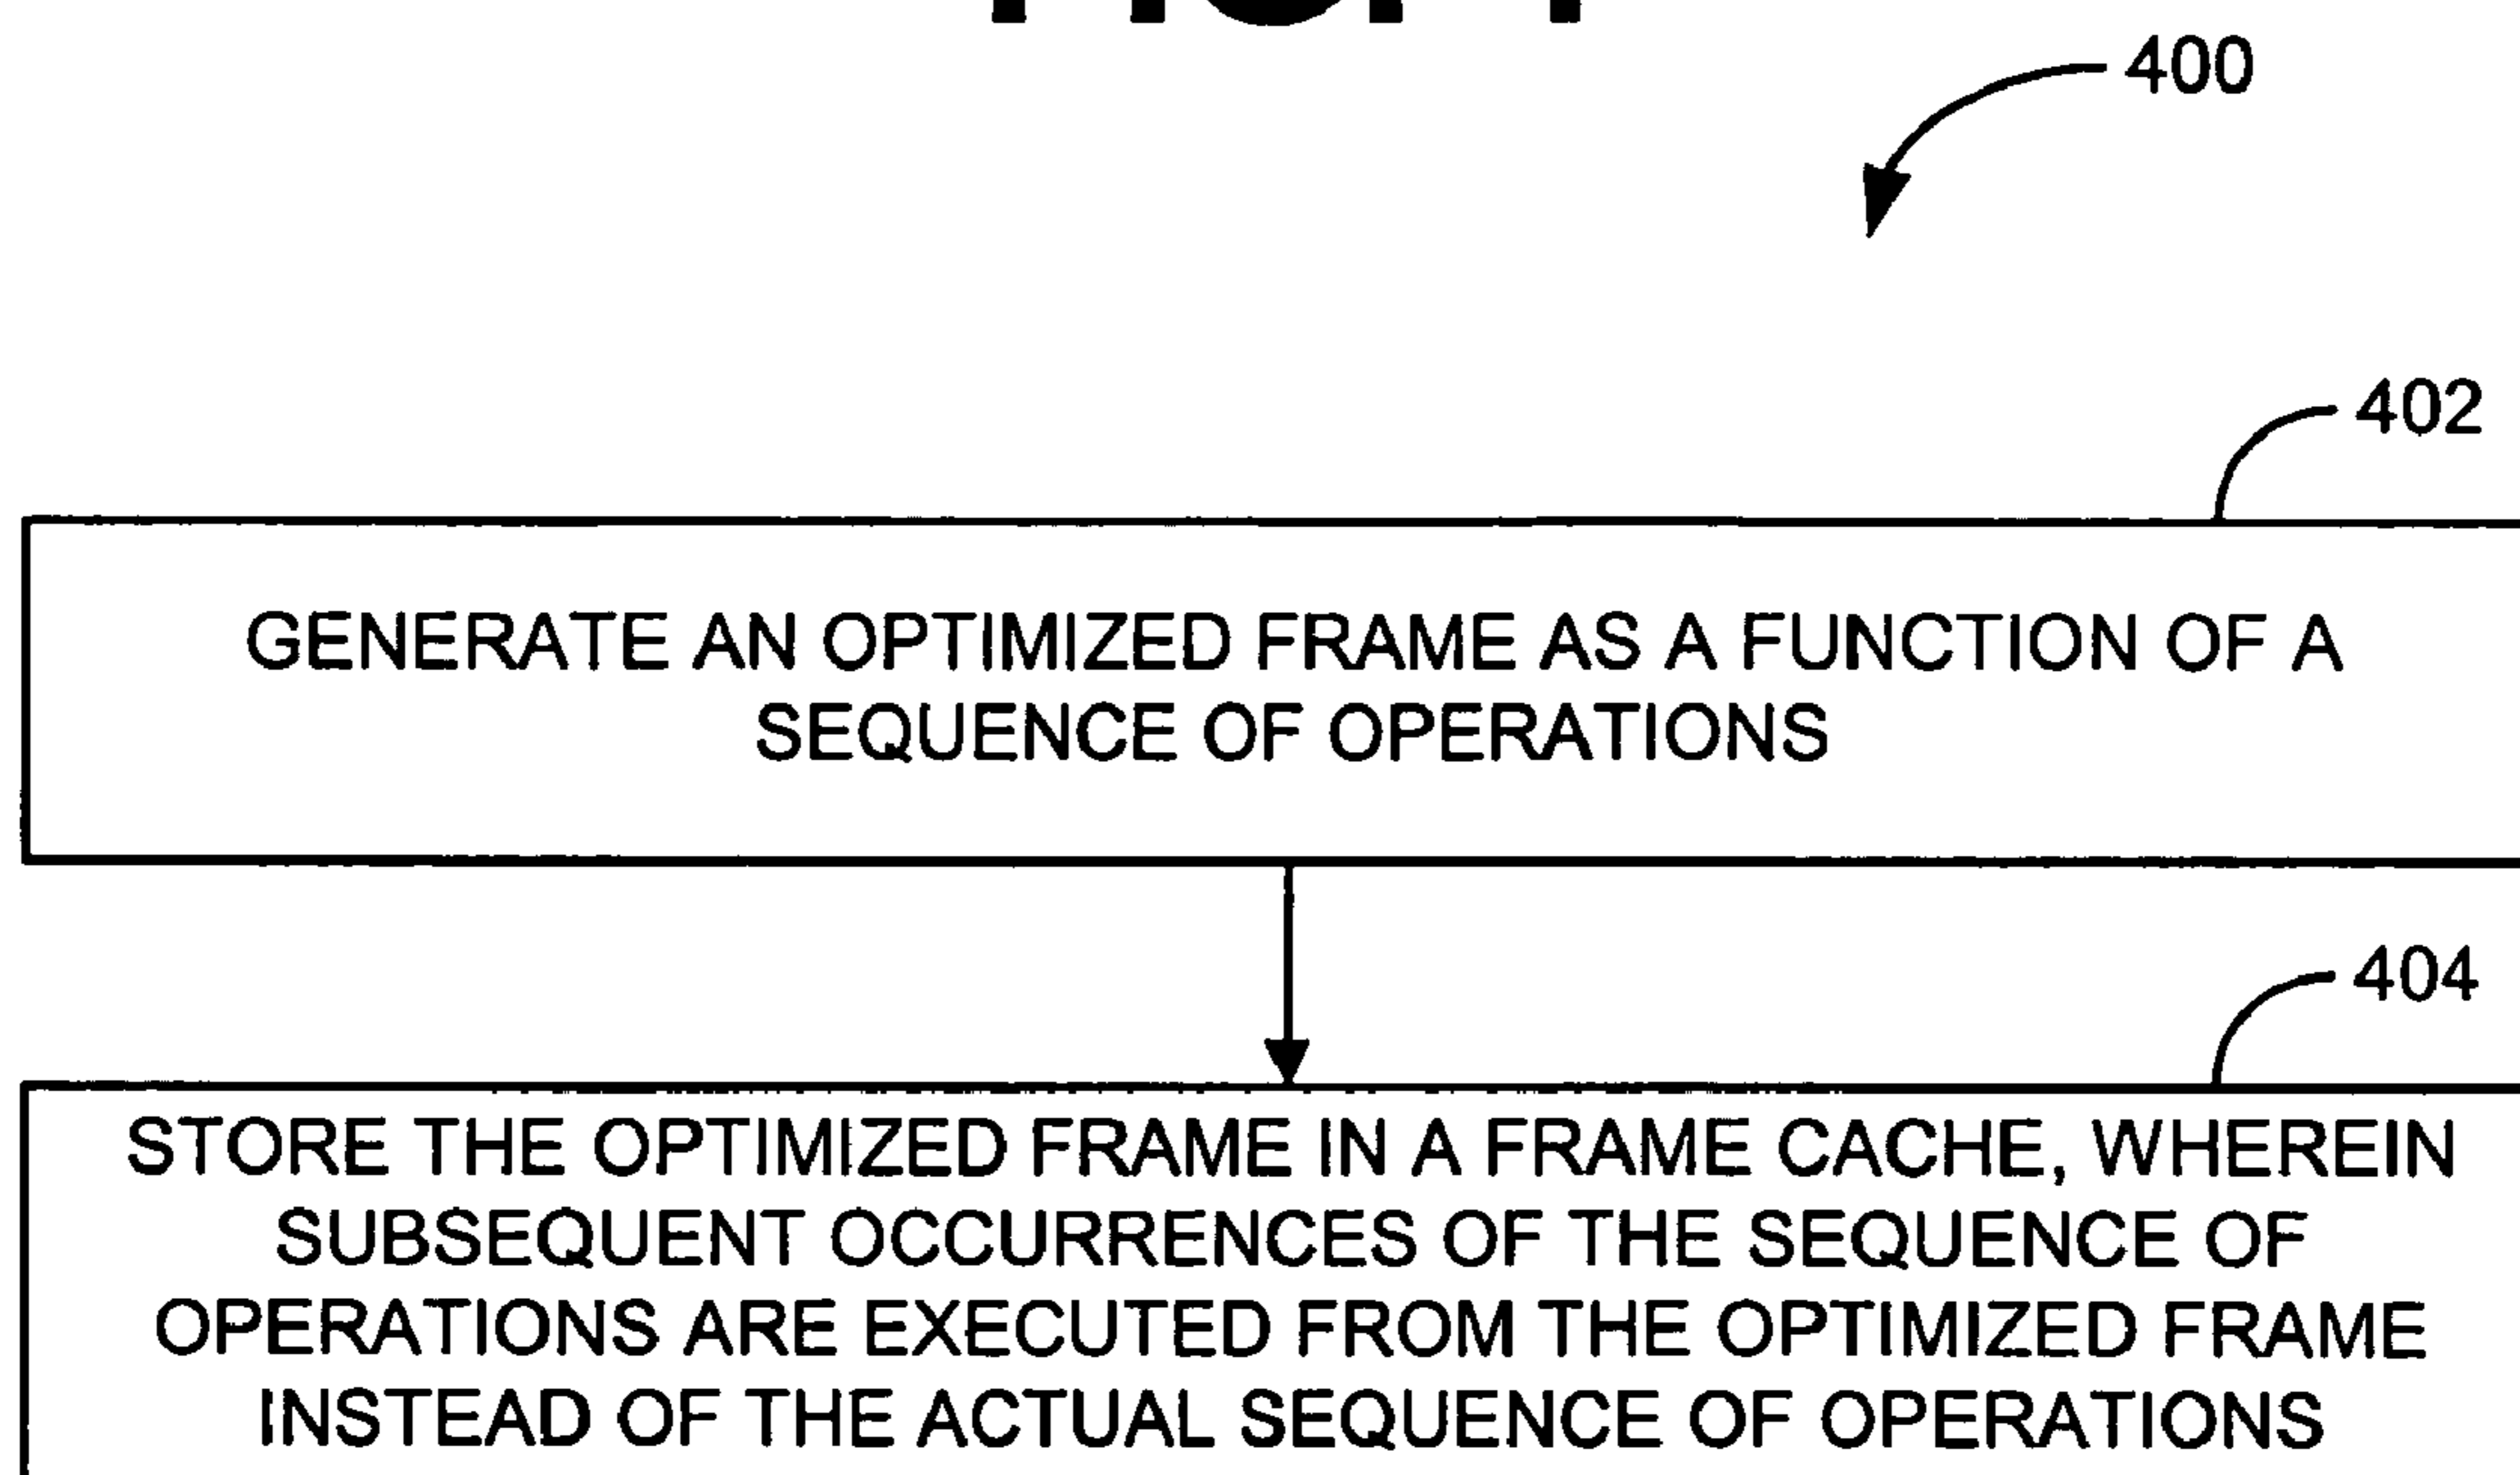 400
402
GENERATE AN OPTIMIZED FRAME AS A FUNCTION OF A
SEQUENCE OF OPERATIONS
404
STORE THE OPTIMIZED FRAME IN A FRAME CACHE, WHEREIN
SUBSEQUENT OCCURRENCES OF THE SEQUENCE OF
OPERATIONS ARE EXECUTED FROM THE OPTIMIZED FRAME
INSTEAD OF THE ACTUAL SEQUENCE OF OPERATIONS